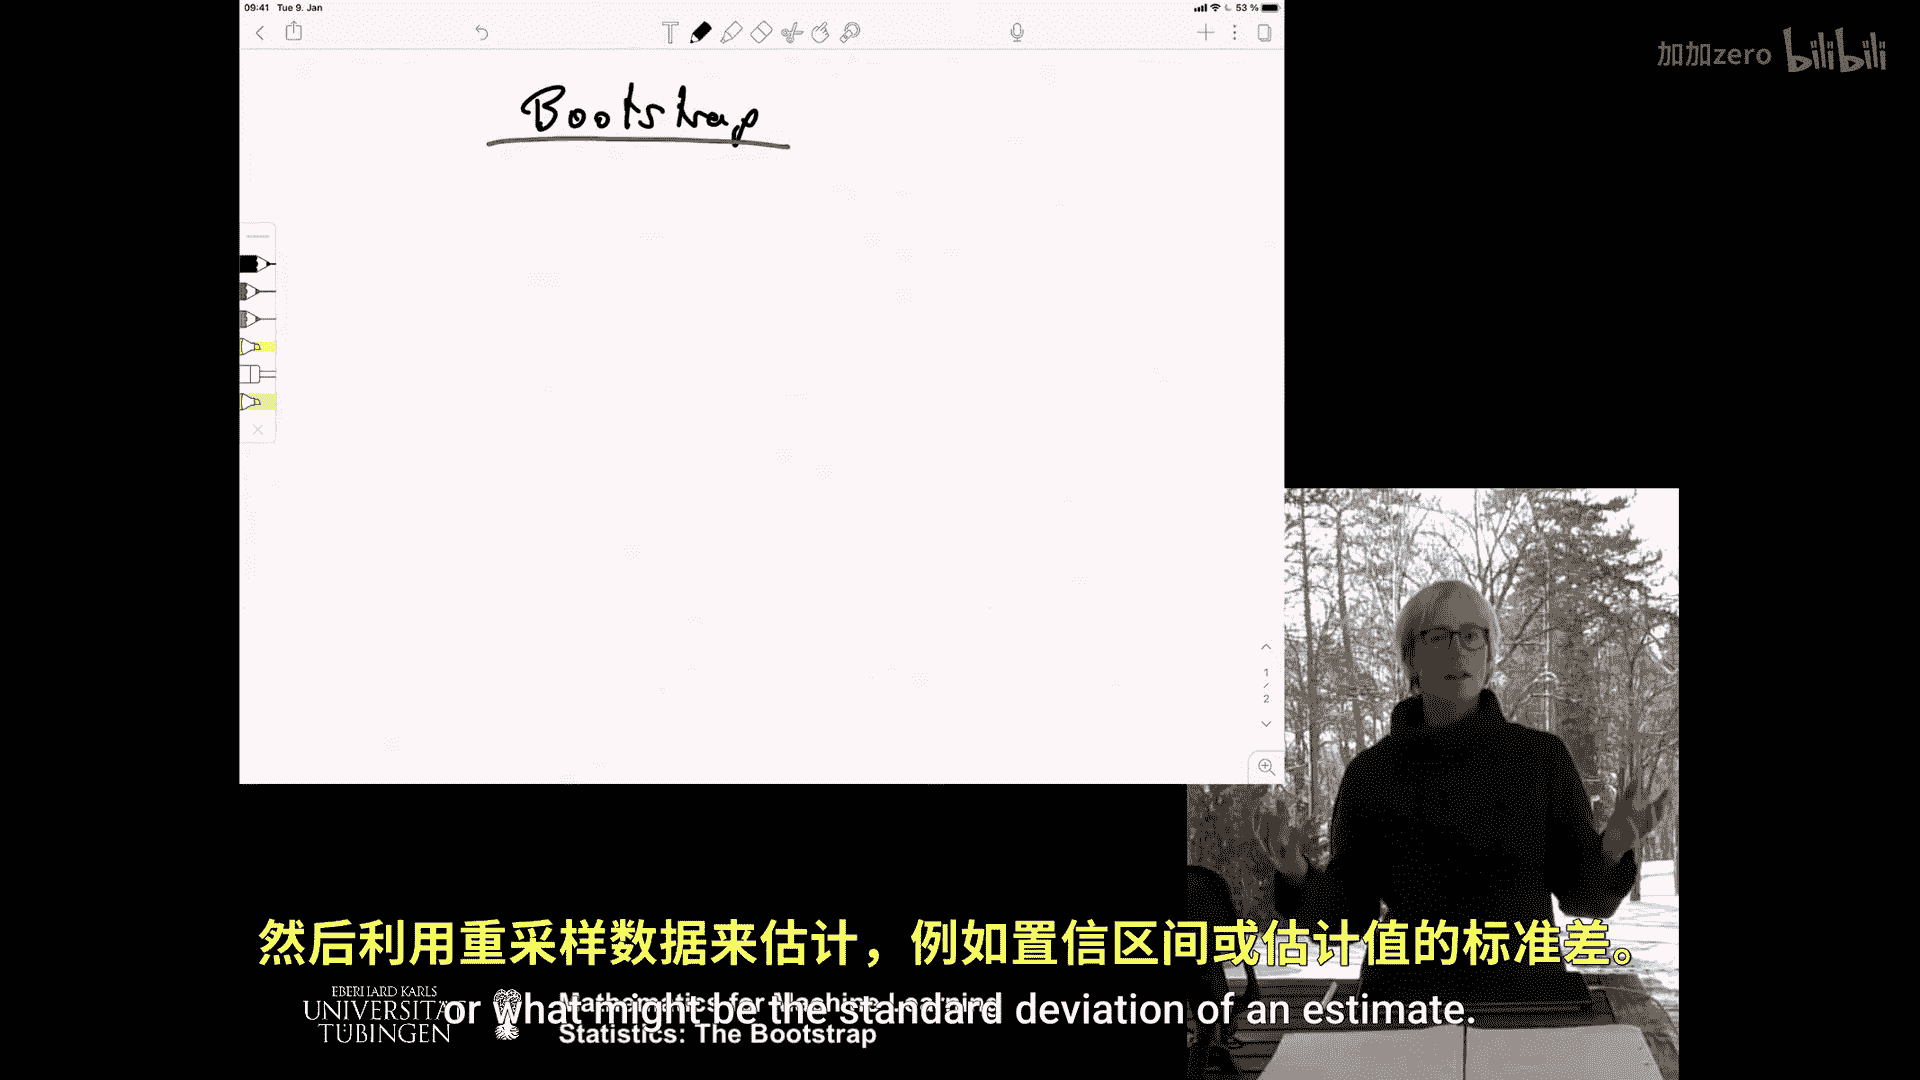 09:41 Tue 9. Jan
53 %
加加zero bilibili
T
Bootstrap
1
2
然后利用重采样数据来估计，例如置信区间或估计值的标准差。
or what might be the standard deviation of an estimate.
EBERHARD KARLS
UNIVERSITÄT
TÜBINGEN
Mathematics for Machine Learning
Statistics: The Bootstrap